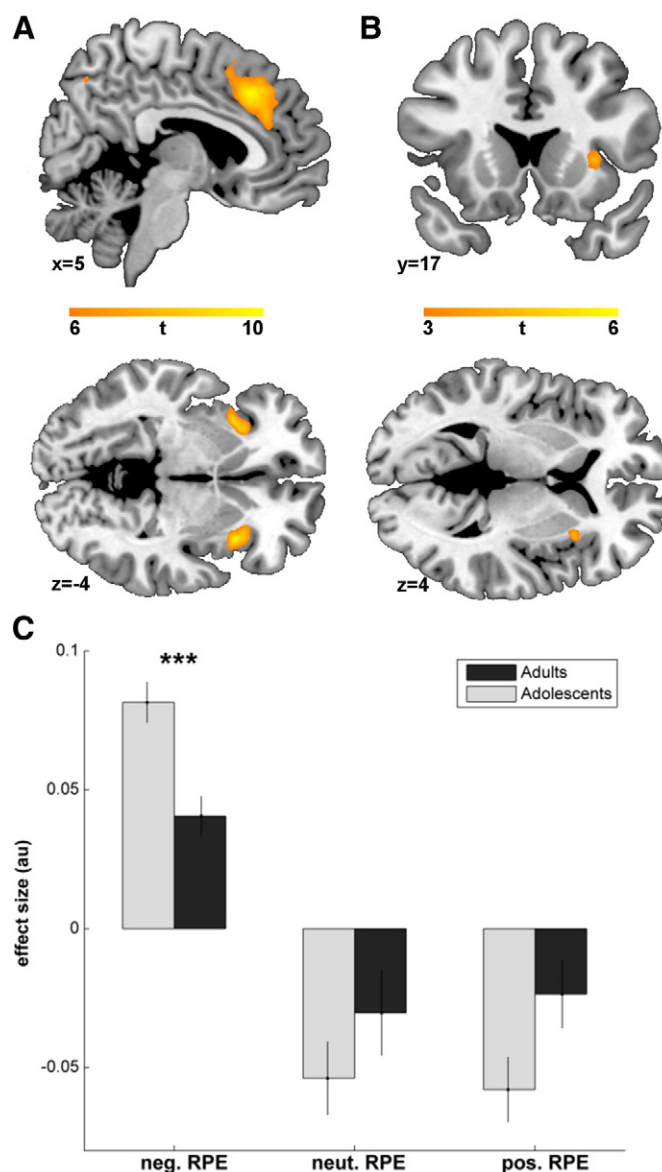 A
B
x=5
y=17
6 t 10
3 t 6
z=-4
z=4
C
0.1
***
Adults
Adolescents
0.05
effect size (au)
0
-0.05
neg. RPE neut. RPE pos. RPE